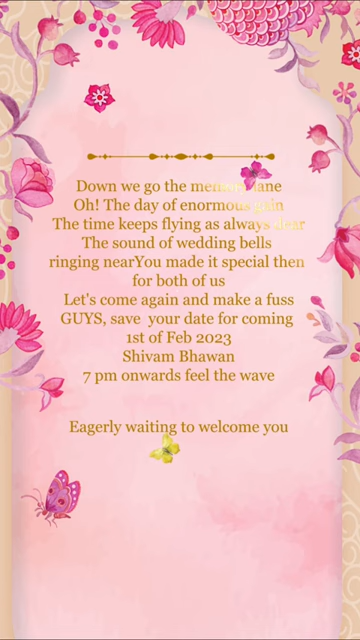 Down we go the memory lane
Oh! The day of enormous gain
The time keeps flying as always dear
The sound of wedding bells
ringing nearYou made it special then
for both of us
Let's come again and make a fuss
GUYS, save  your date for coming
1st of Feb 2023
Shivam Bhawan
7 pm onwards feel the wave
Eagerly waiting to welcome you